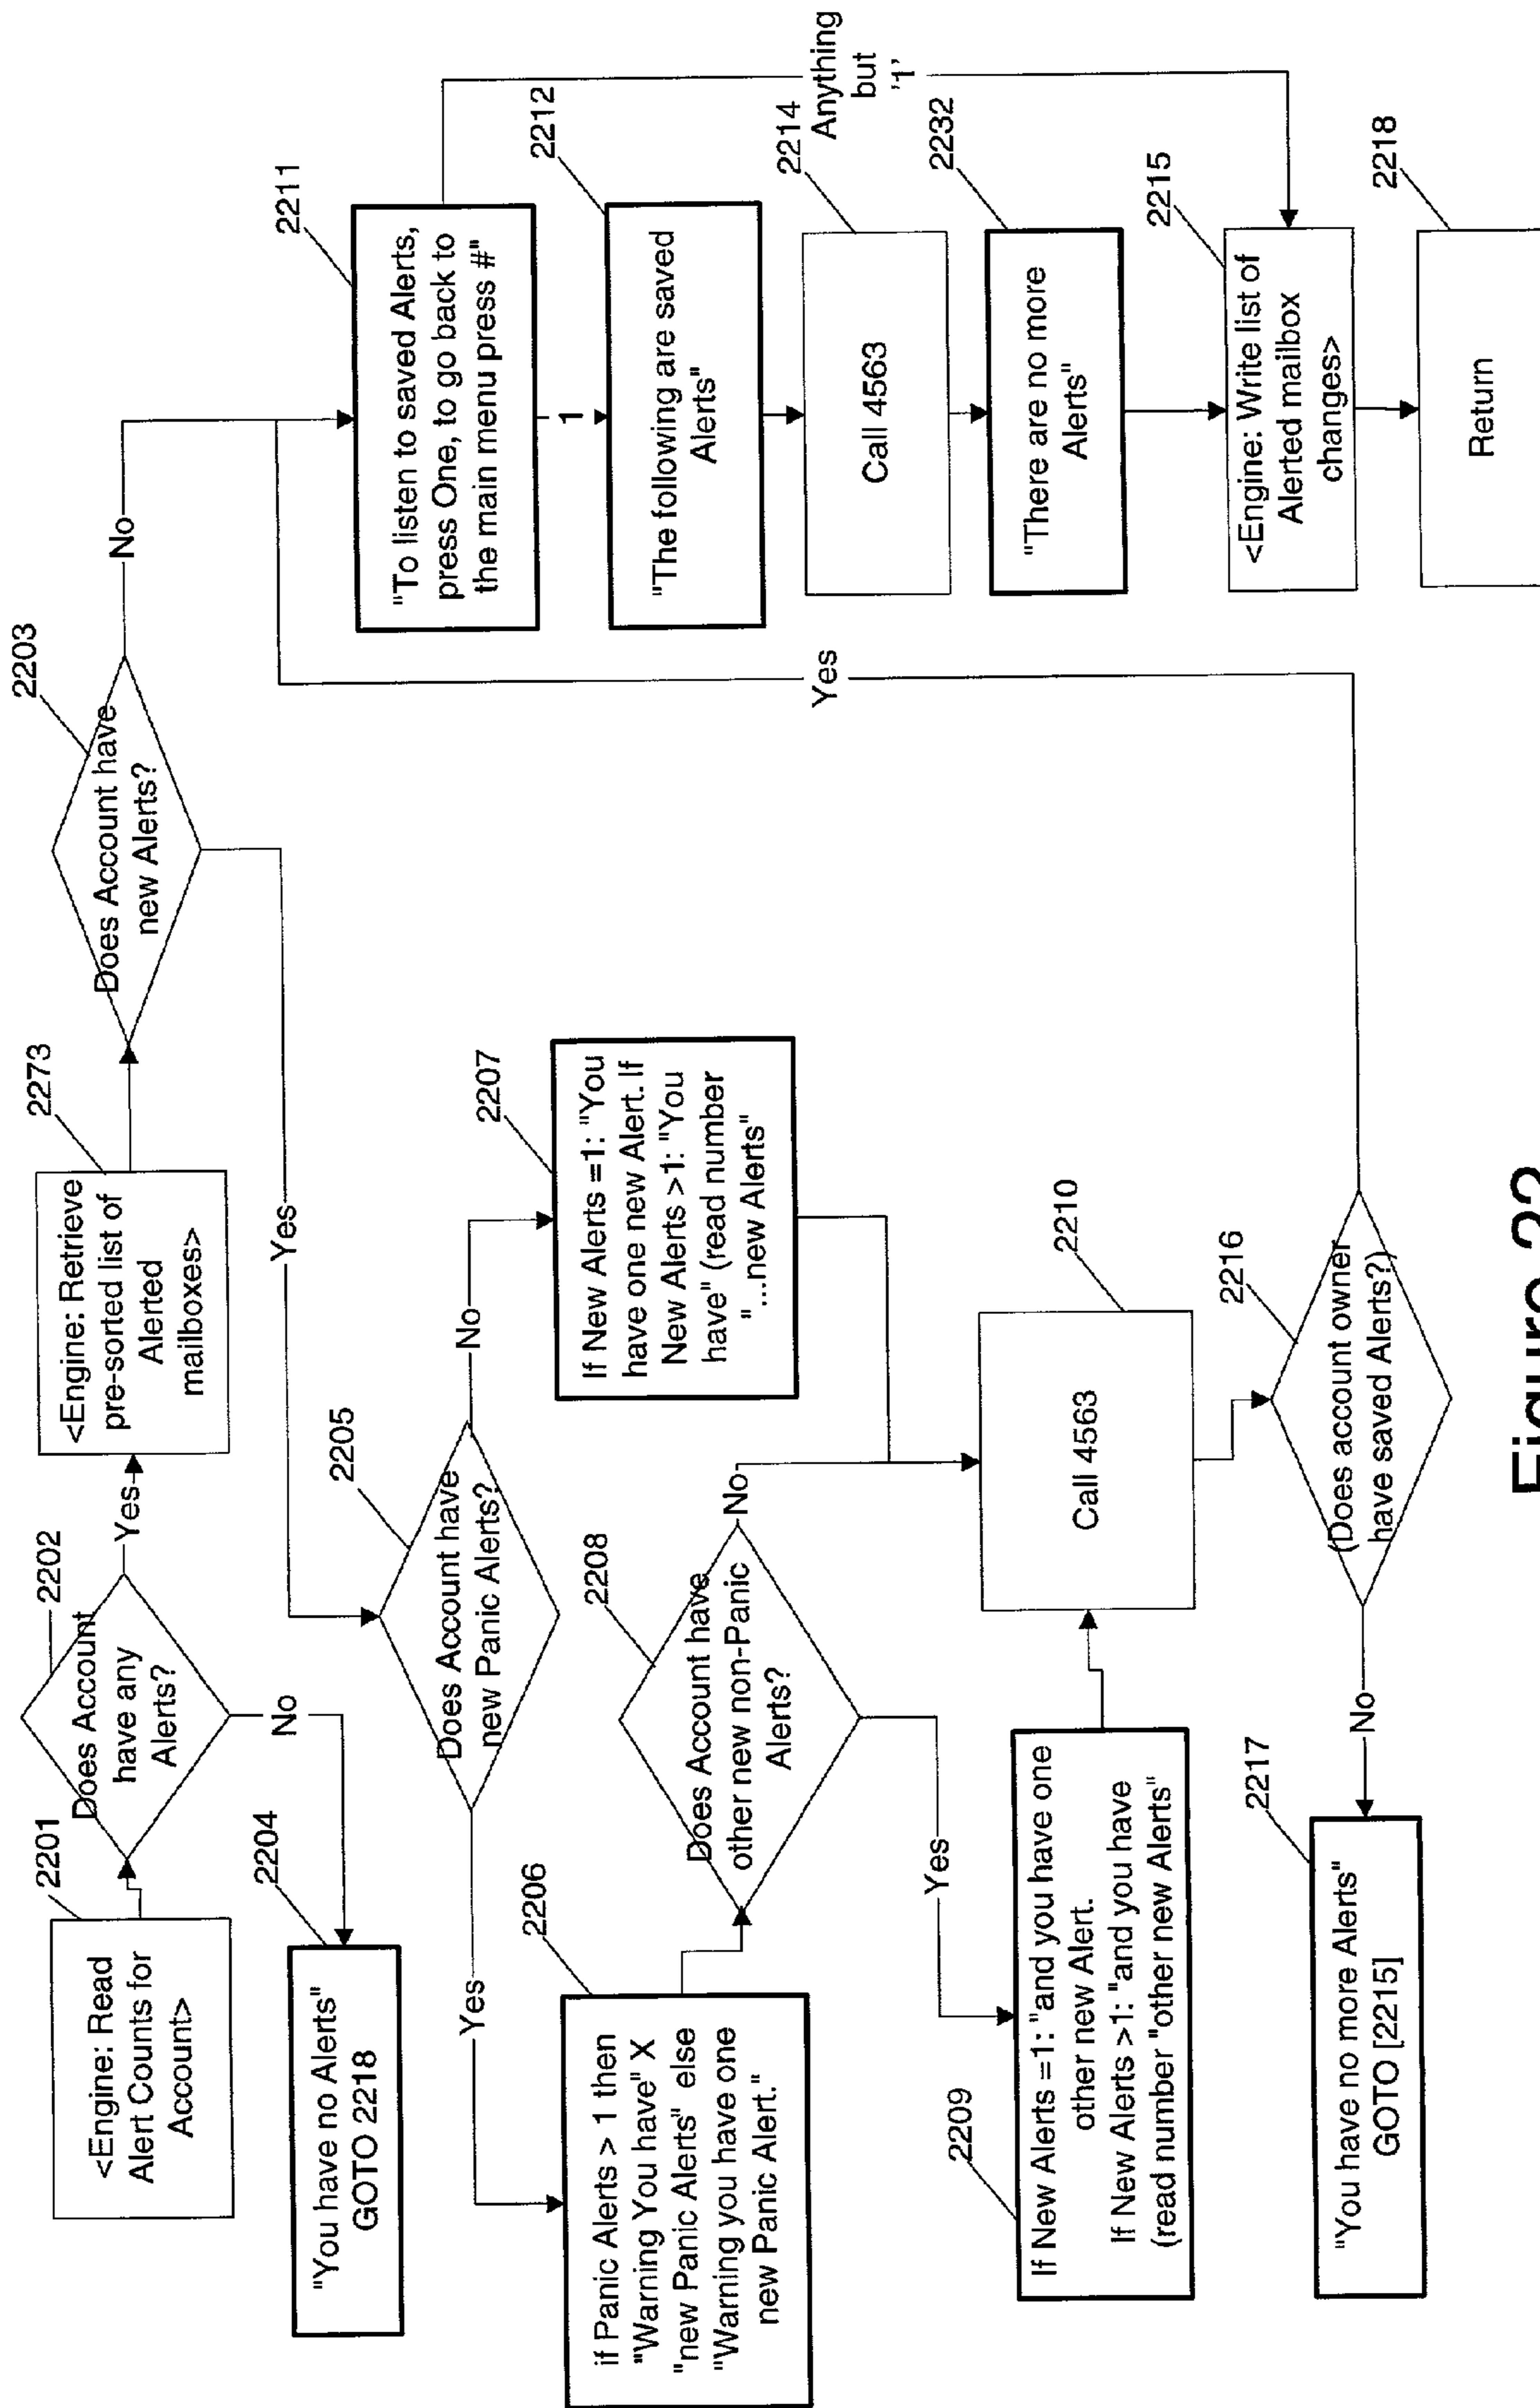 2201
<Engine: Read
Alert Counts for
Account>
2202
Does Account
have any
Alerts?
Yes
No
2204
"You have no Alerts"
GOTO 2218
2273
<Engine: Retrieve
pre-sorted list of
Alerted
mailboxes>
2203
Does Account have
new Alerts?
No
Yes
2205
Does Account have
new Panic Alerts?
No
Yes
2206
if Panic Alerts > 1 then
"Warning You have" X
"new Panic Alerts" else
"Warning you have one
new Panic Alert."
2207
If New Alerts =1: "You
have one new Alert. If
New Alerts >1: "You
have" (read number
"...new Alerts"
2208
Does Account have
other new non-Panic
Alerts?
No
Yes
2209
If New Alerts =1: "and you have one
other new Alert.
If New Alerts >1: "and you have
(read number "other new Alerts"
2210
Call 4563
2216
(Does account owner
have saved Alerts?)
Yes
No
2217
"You have no more Alerts"
GOTO [2215]
2211
"To listen to saved Alerts,
press One, to go back to
the main menu press #"
1
Anything
but
'1'
2212
"The following are saved
Alerts"
2214
Call 4563
2232
"There are no more
Alerts"
2215
<Engine: Write list of
Alerted mailbox
changes>
2218
Return
Figure 22